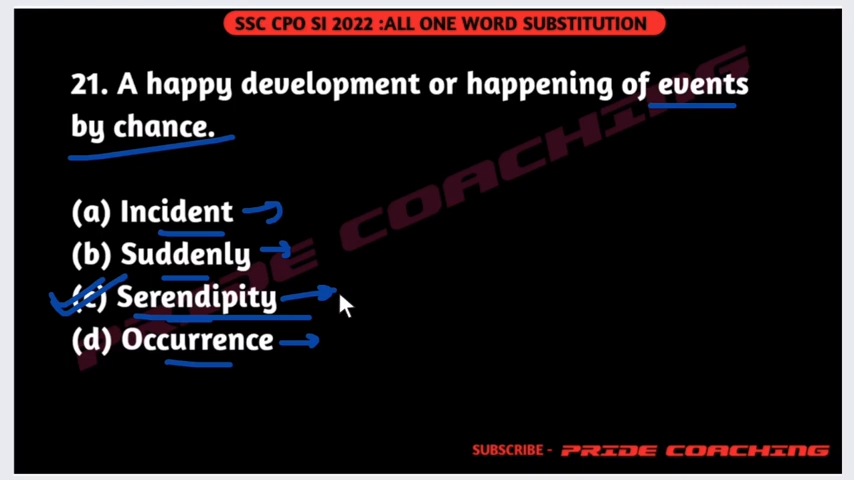 SSC CPO SI 2022 :ALL ONE WORD SUBSTITUTION
21. A happy development or happening of events
by chance.
(a) Incident
(b) Suddenly
(c) Serendipity
(d) Occurrence
PRIDE COACHING
SUBSCRIBE - PRIDE COACHING